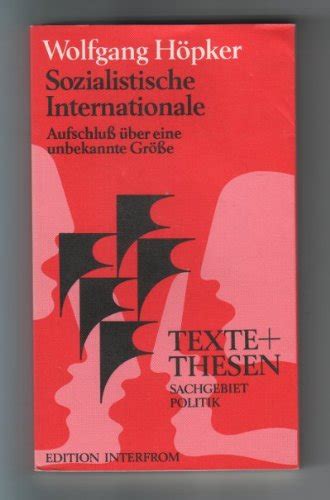 Wolfgang Höpker
Sozialistische
Internationale
Aufschluß über eine
unbekannte Größe
TEXTE+
THESEN
SACHGEBIET
POLITIK
EDITION INTERFROM